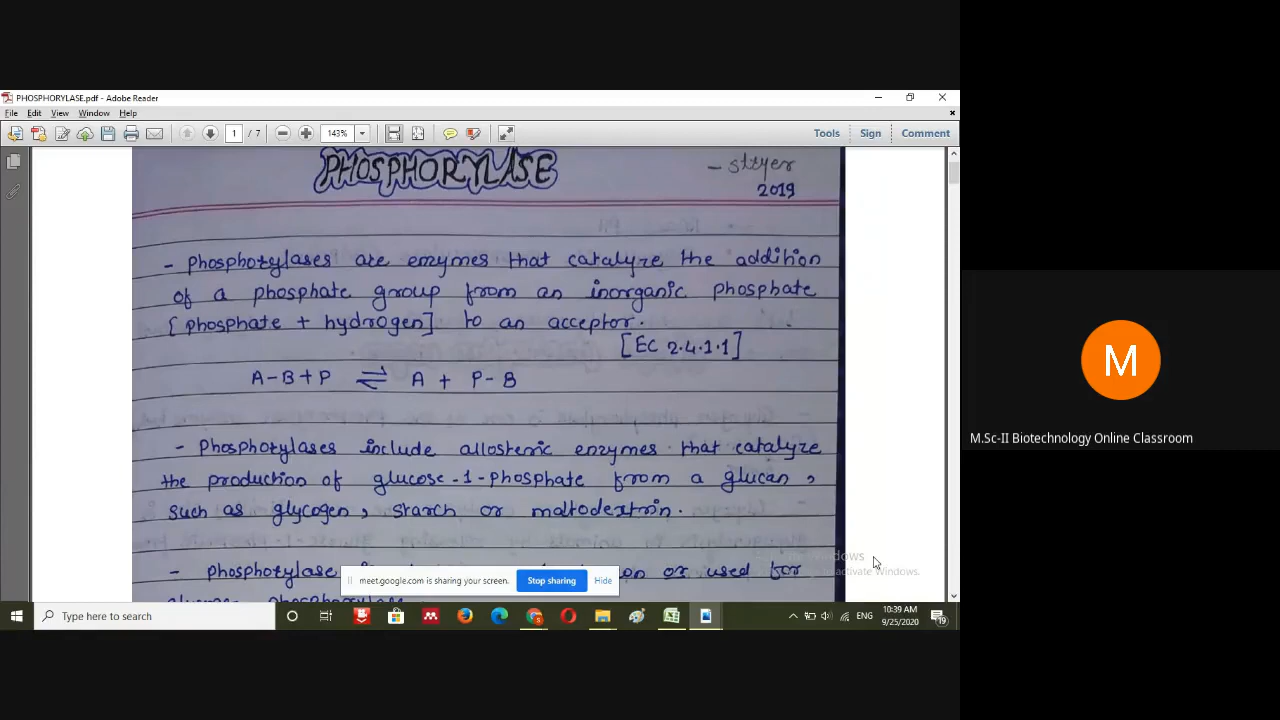 PHOSPHORYLASE.pdf - Adobe Reader
File Edit View Window Help
1 / 7 143% Tools Sign Comment
PHOSPHORYLASE
- stryer
2019
- Phosphorylases are enzymes that catalyze the addition
of a phosphate group from an inorganic phosphate
[phosphate + hydrogen] to an acceptor.
[EC 2.4.1.1]
A-B+P ⇌ A + P-B
- Phosphorylases include allosteric enzymes that catalyze
the production of glucose-1-phosphate from a glucan,
such as glycogen, starch or maltodextrin.
- Phosphorylase on or used for
meet.google.com is sharing your screen. Stop sharing Hide
M
M.Sc-II Biotechnology Online Classroom
Type here to search
ENG
10:39 AM
9/25/2020
19